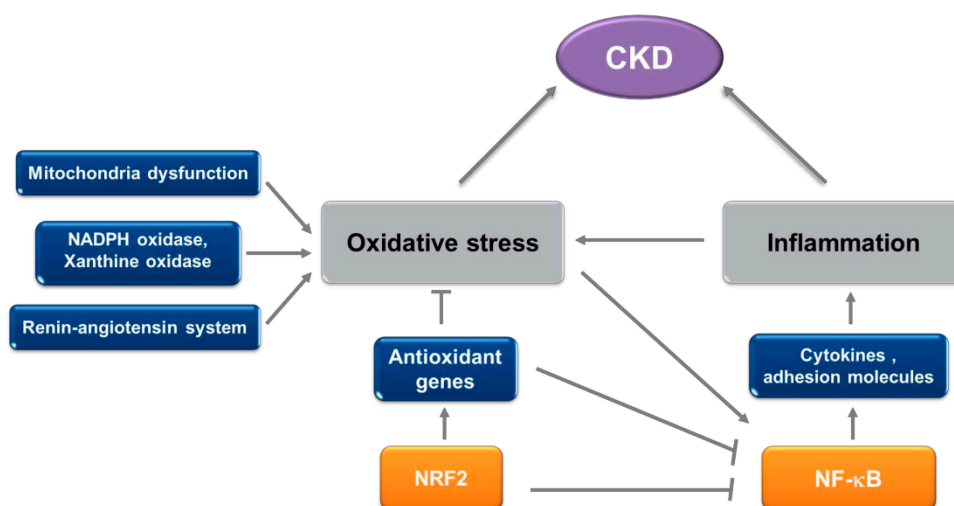 CKD
Mitochondria dysfunction
NADPH oxidase,
Xanthine oxidase
Renin-angiotensin system
Oxidative stress
Inflammation
Antioxidant
genes
Cytokines ,
adhesion molecules
NRF2
NF-κB